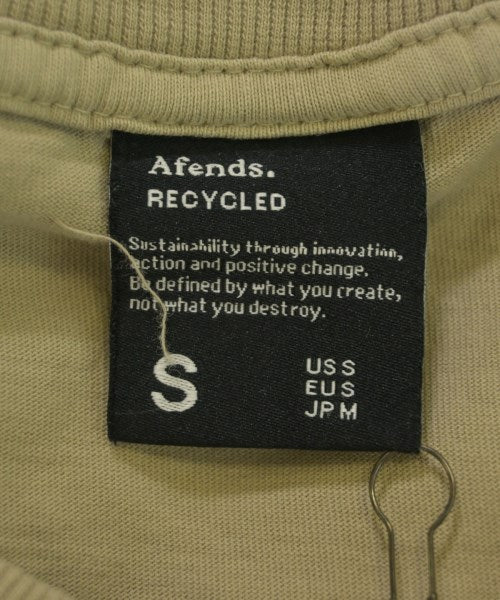 Afends.
RECYCLED
Sustainability through innovation,
action and positive change.
Be defined by what you create,
not what you destroy.
S
US S
EU S
JP M